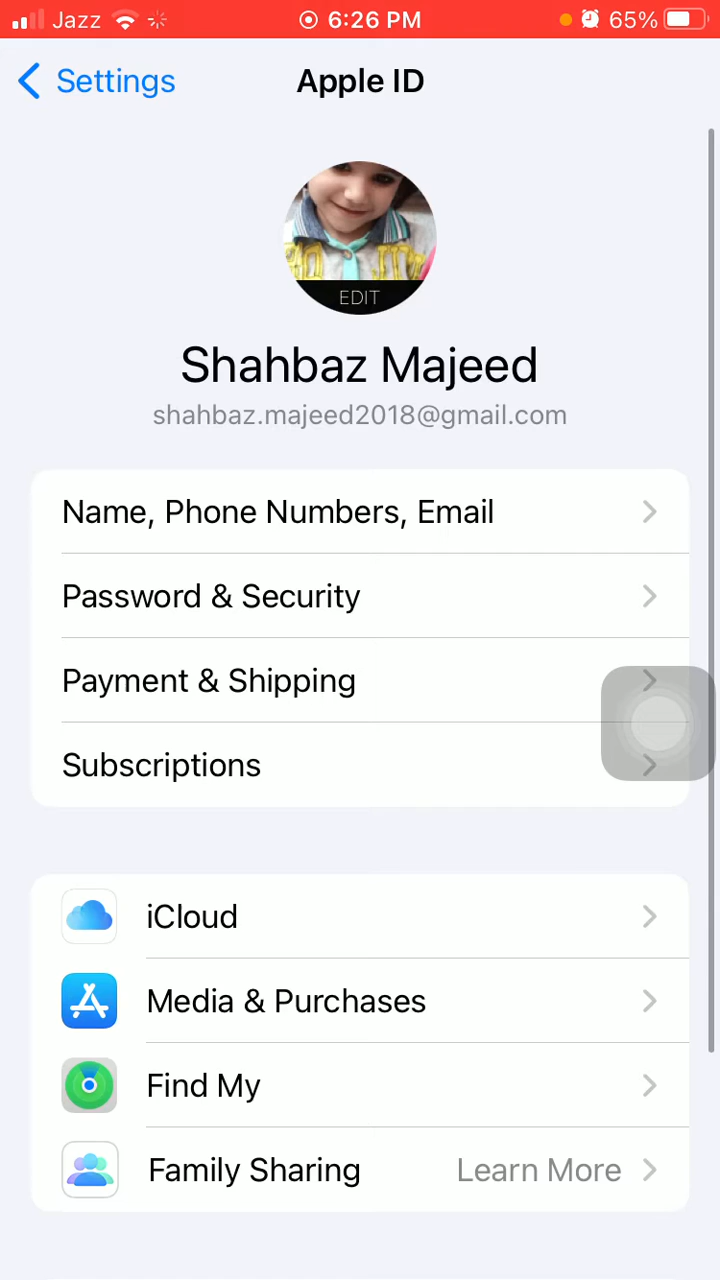 Jazz 6:26 PM 65%
Settings Apple ID
EDIT
Shahbaz Majeed
shahbaz.majeed2018@gmail.com
Name, Phone Numbers, Email
Password & Security
Payment & Shipping
Subscriptions
iCloud
Media & Purchases
Find My
Family Sharing Learn More